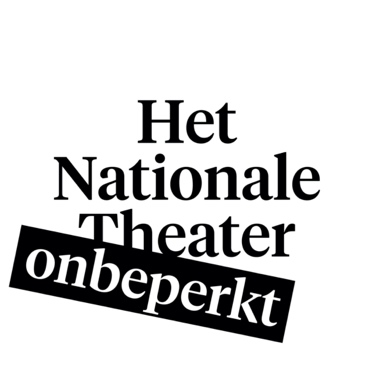 Het
Nationale
Theater
onbeperkt